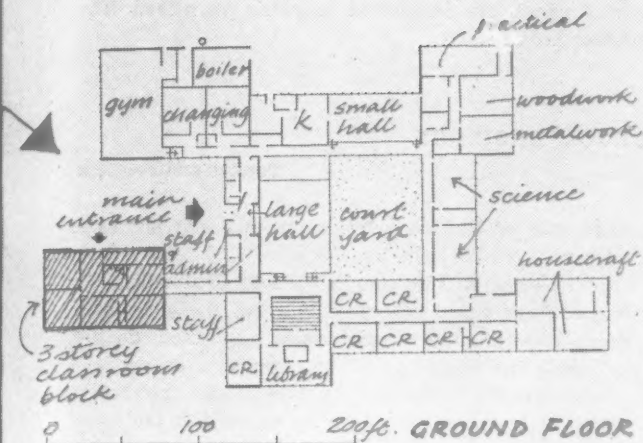 practical
boiler
gym
changing
K
small
hall
woodwork
metalwork
main
entrance
staff
admin
large
hall
court
yard
science
housecraft
CR CR
staff
CR CR CR CR
3 storey
classroom
block
CR
library
0 100 200ft. GROUND FLOOR